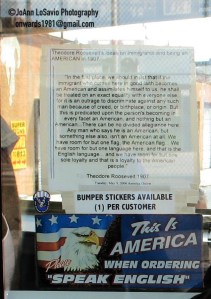 ©JoAnn LoSavio Photography
onwards1981@gmail.com
Theodore Roosevelt's ideas on Immigrants and being an
AMERICAN in 1907.
"In the first place, we should insist that if the
immigrant who comes here in good faith becomes
an American and assimilates himself to us, he shall
be treated on an exact equality with everyone else,
for it is an outrage to discriminate against any such
man because of creed, or birthplace, or origin. But
this is predicated upon the person's becoming in
every facet an American, and nothing but an
American...There can be no divided allegiance here.
Any man who says he is an American, but
something else also, isn't an American at all. We
have room for but one flag, the American flag... We
have room for but one language here, and that is the
English language... and we have room for but one
sole loyalty and that is a loyalty to the American
people."
Theodore Roosevelt 1907
BUMPER STICKERS AVAILABLE
(1) PER CUSTOMER
This Is
AMERICA
Please
WHEN ORDERING
"SPEAK ENGLISH"